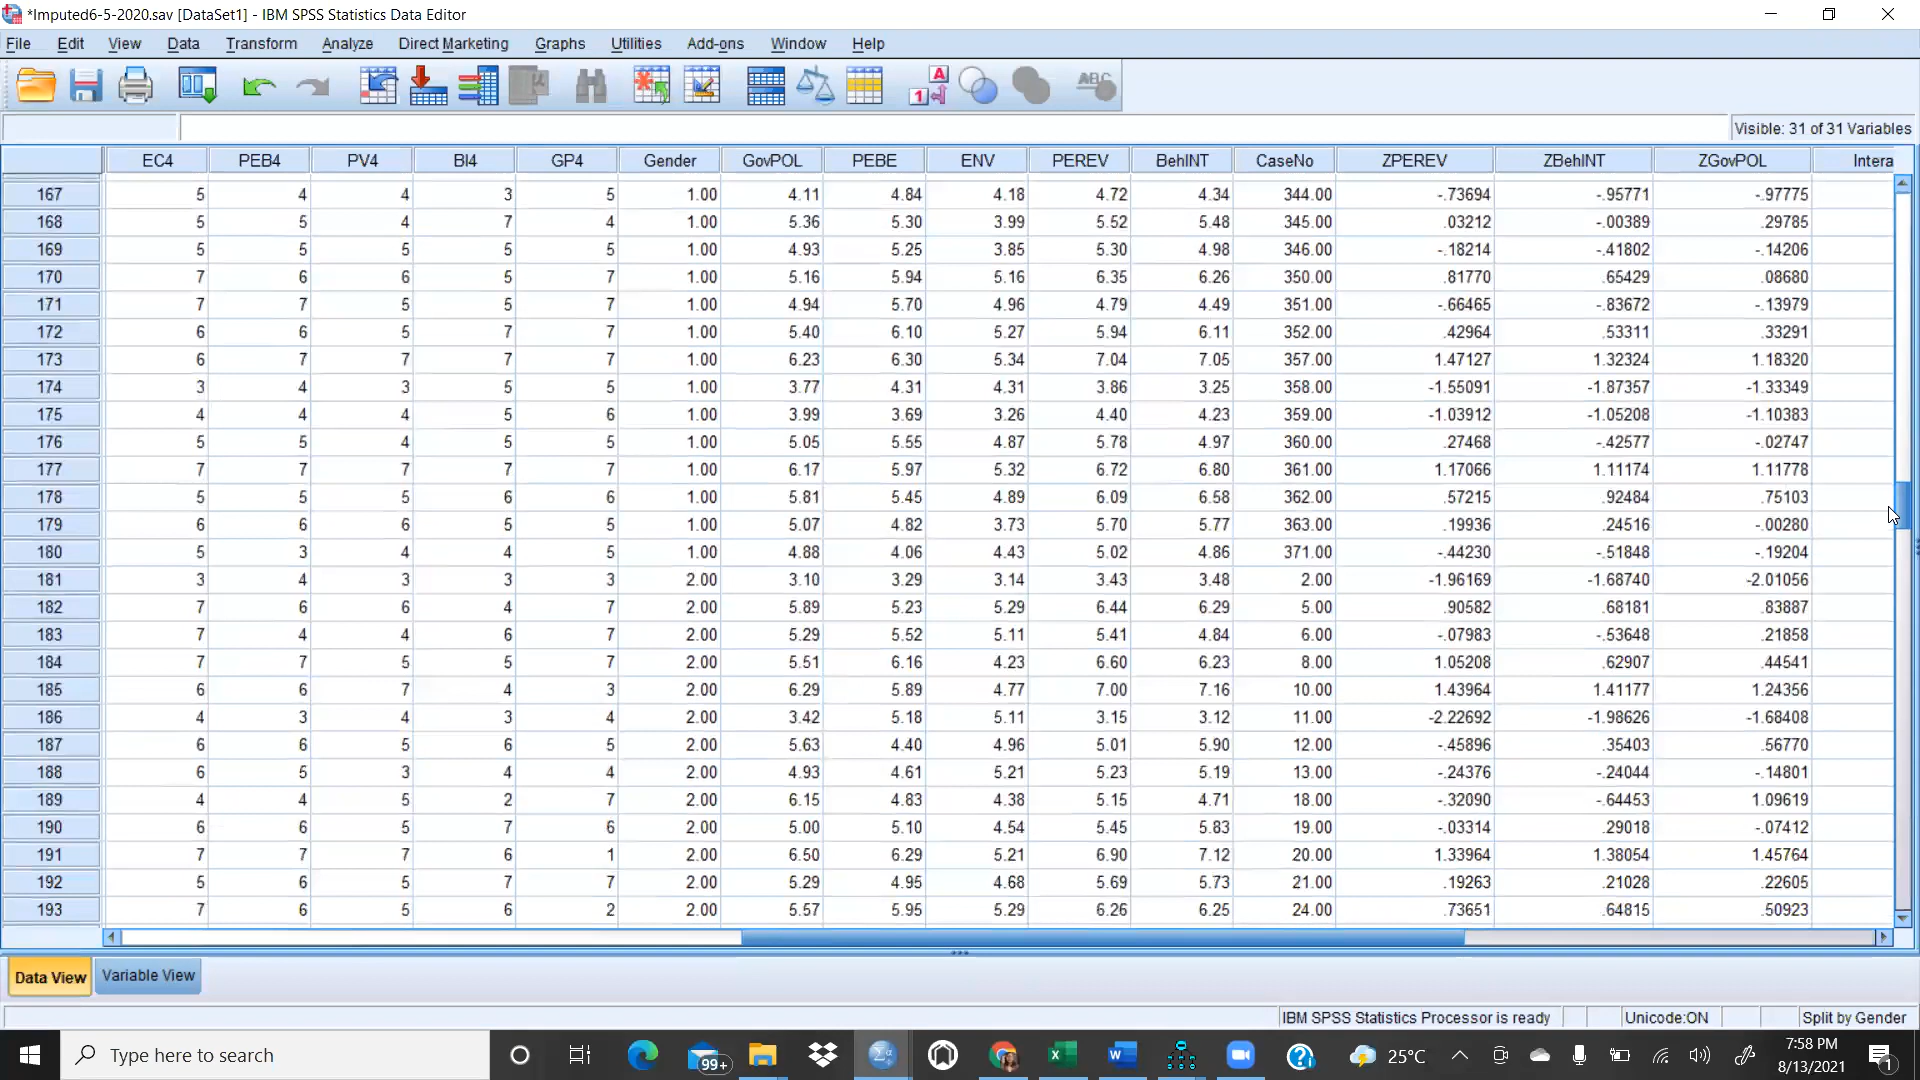 *Imputed6-5-2020.sav [DataSet1] - IBM SPSS Statistics Data Editor
File Edit View Data Transform Analyze Direct Marketing Graphs Utilities Add-ons Window Help
Visible: 31 of 31 Variables
EC4 PEB4 PV4 BI4 GP4 Gender GovPOL PEBE ENV PEREV BehINT CaseNo ZPEREV ZBehINT ZGovPOL Intera
167 5 4 4 3 5 1.00 4.11 4.84 4.18 4.72 4.34 344.00 -.73694 -.95771 -.97775
168 5 5 4 7 4 1.00 5.36 5.30 3.99 5.52 5.48 345.00 .03212 -.00389 .29785
169 5 5 5 5 5 1.00 4.93 5.25 3.85 5.30 4.98 346.00 -.18214 -.41802 -.14206
170 7 6 6 5 7 1.00 5.16 5.94 5.16 6.35 6.26 350.00 .81770 .65429 .08680
171 7 7 5 5 7 1.00 4.94 5.70 4.96 4.79 4.49 351.00 -.66465 -.83672 -.13979
172 6 6 5 7 7 1.00 5.40 6.10 5.27 5.94 6.11 352.00 .42964 .53311 .33291
173 6 7 7 7 7 1.00 6.23 6.30 5.34 7.04 7.05 357.00 1.47127 1.32324 1.18320
174 3 4 3 5 5 1.00 3.77 4.31 4.31 3.86 3.25 358.00 -1.55091 -1.87357 -1.33349
175 4 4 4 5 6 1.00 3.99 3.69 3.26 4.40 4.23 359.00 -1.03912 -1.05208 -1.10383
176 5 5 4 5 5 1.00 5.05 5.55 4.87 5.78 4.97 360.00 .27468 -.42577 -.02747
177 7 7 7 7 7 1.00 6.17 5.97 5.32 6.72 6.80 361.00 1.17066 1.11174 1.11778
178 5 5 5 6 6 1.00 5.81 5.45 4.89 6.09 6.58 362.00 .57215 .92484 .75103
179 6 6 6 5 5 1.00 5.07 4.82 3.73 5.70 5.77 363.00 .19936 .24516 -.00280
180 5 3 4 4 5 1.00 4.88 4.06 4.43 5.02 4.86 371.00 -.44230 -.51848 -.19204
181 3 4 3 3 3 2.00 3.10 3.29 3.14 3.43 3.48 2.00 -1.96169 -1.68740 -2.01056
182 7 6 6 4 7 2.00 5.89 5.23 5.29 6.44 6.29 5.00 .90582 .68181 .83887
183 7 4 4 6 7 2.00 5.29 5.52 5.11 5.41 4.84 6.00 -.07983 -.53648 .21858
184 7 7 5 5 7 2.00 5.51 6.16 4.23 6.60 6.23 8.00 1.05208 .62907 .44541
185 6 6 7 4 3 2.00 6.29 5.89 4.77 7.00 7.16 10.00 1.43964 1.41177 1.24356
186 4 3 4 3 4 2.00 3.42 5.18 5.11 3.15 3.12 11.00 -2.22692 -1.98626 -1.68408
187 6 6 5 6 5 2.00 5.63 4.40 4.96 5.01 5.90 12.00 -.45896 .35403 .56770
188 6 5 3 4 4 2.00 4.93 4.61 5.21 5.23 5.19 13.00 -.24376 -.24044 -.14801
189 4 4 5 2 7 2.00 6.15 4.83 4.38 5.15 4.71 18.00 -.32090 -.64453 1.09619
190 6 6 5 7 6 2.00 5.00 5.10 4.54 5.45 5.83 19.00 -.03314 .29018 -.07412
191 7 7 7 6 1 2.00 6.50 6.29 5.21 6.90 7.12 20.00 1.33964 1.38054 1.45764
192 5 6 5 7 7 2.00 5.29 4.95 4.68 5.69 5.73 21.00 .19263 .21028 .22605
193 7 6 5 6 2 2.00 5.57 5.95 5.29 6.26 6.25 24.00 .73651 .64815 .50923
Data View Variable View
IBM SPSS Statistics Processor is ready Unicode:ON Split by Gender
Type here to search 99+ 25°C 7:58 PM
8/13/2021 1